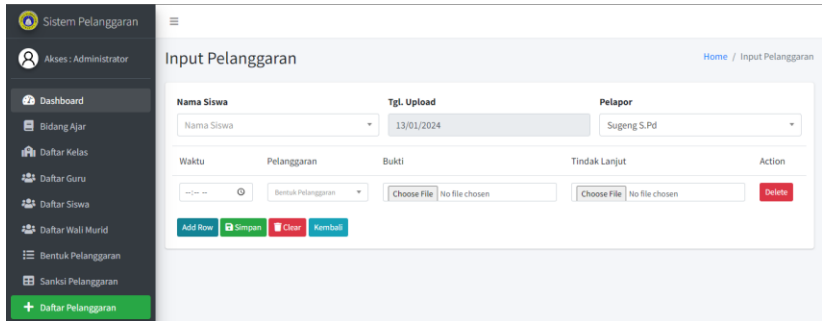 Sistem Pelanggaran
Akses : Administrator
Dashboard
Bidang Ajar
Daftar Kelas
Daftar Guru
Daftar Siswa
Daftar Wali Murid
Bentuk Pelanggaran
Sanksi Pelanggaran
Daftar Pelanggaran
Input Pelanggaran
Home / Input Pelanggaran
Nama Siswa Tgl. Upload Pelapor
Nama Siswa 13/01/2024 Sugeng S.Pd
Waktu Pelanggaran Bukti Tindak Lanjut Action
--:-- -- Bentuk Pelanggaran Choose File No file chosen Choose File No file chosen Delete
Add Row Simpan Clear Kembali